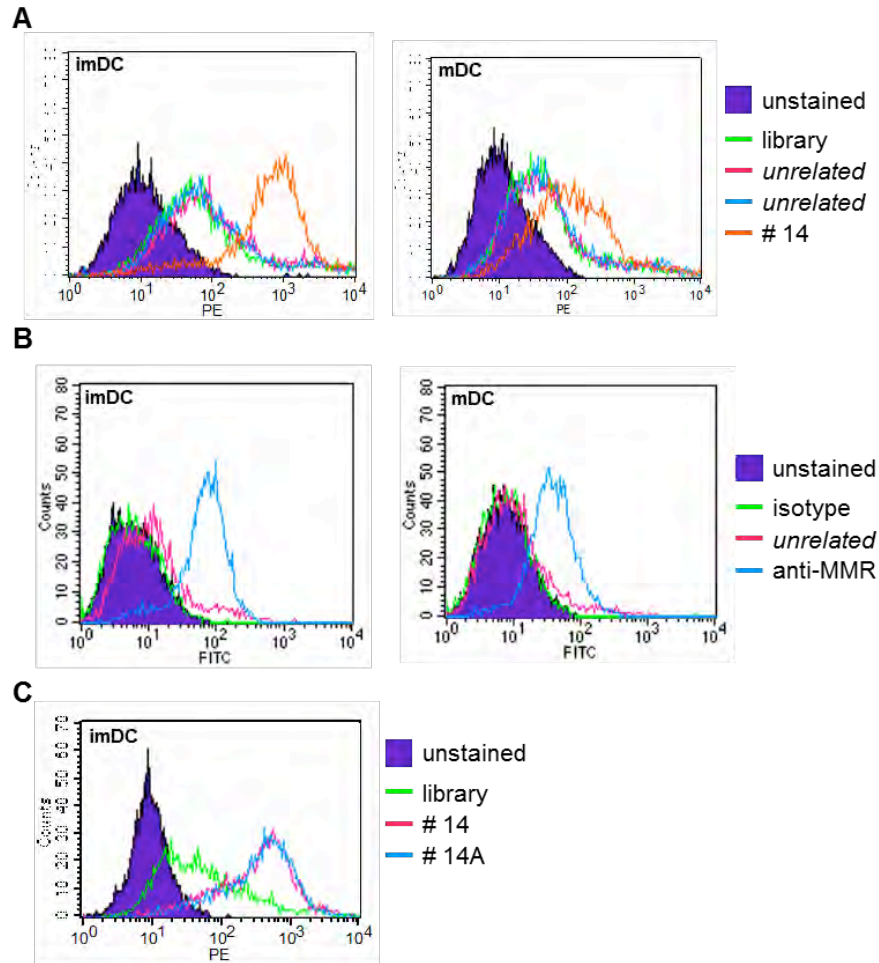 A
imDC
10^0 10^1 10^2 10^3 10^4
PE
mDC
10^0 10^1 10^2 10^3 10^4
PE
unstained
library
unrelated
unrelated
# 14
B
imDC
80
70
60
50
40
30
20
10
0
Counts
10^0 10^1 10^2 10^3 10^4
FITC
mDC
80
70
60
50
40
30
20
10
0
Counts
10^0 10^1 10^2 10^3 10^4
FITC
unstained
isotype
unrelated
anti-MMR
C
imDC
70
60
50
40
30
20
10
0
Counts
10^0 10^1 10^2 10^3 10^4
PE
unstained
library
# 14
# 14A